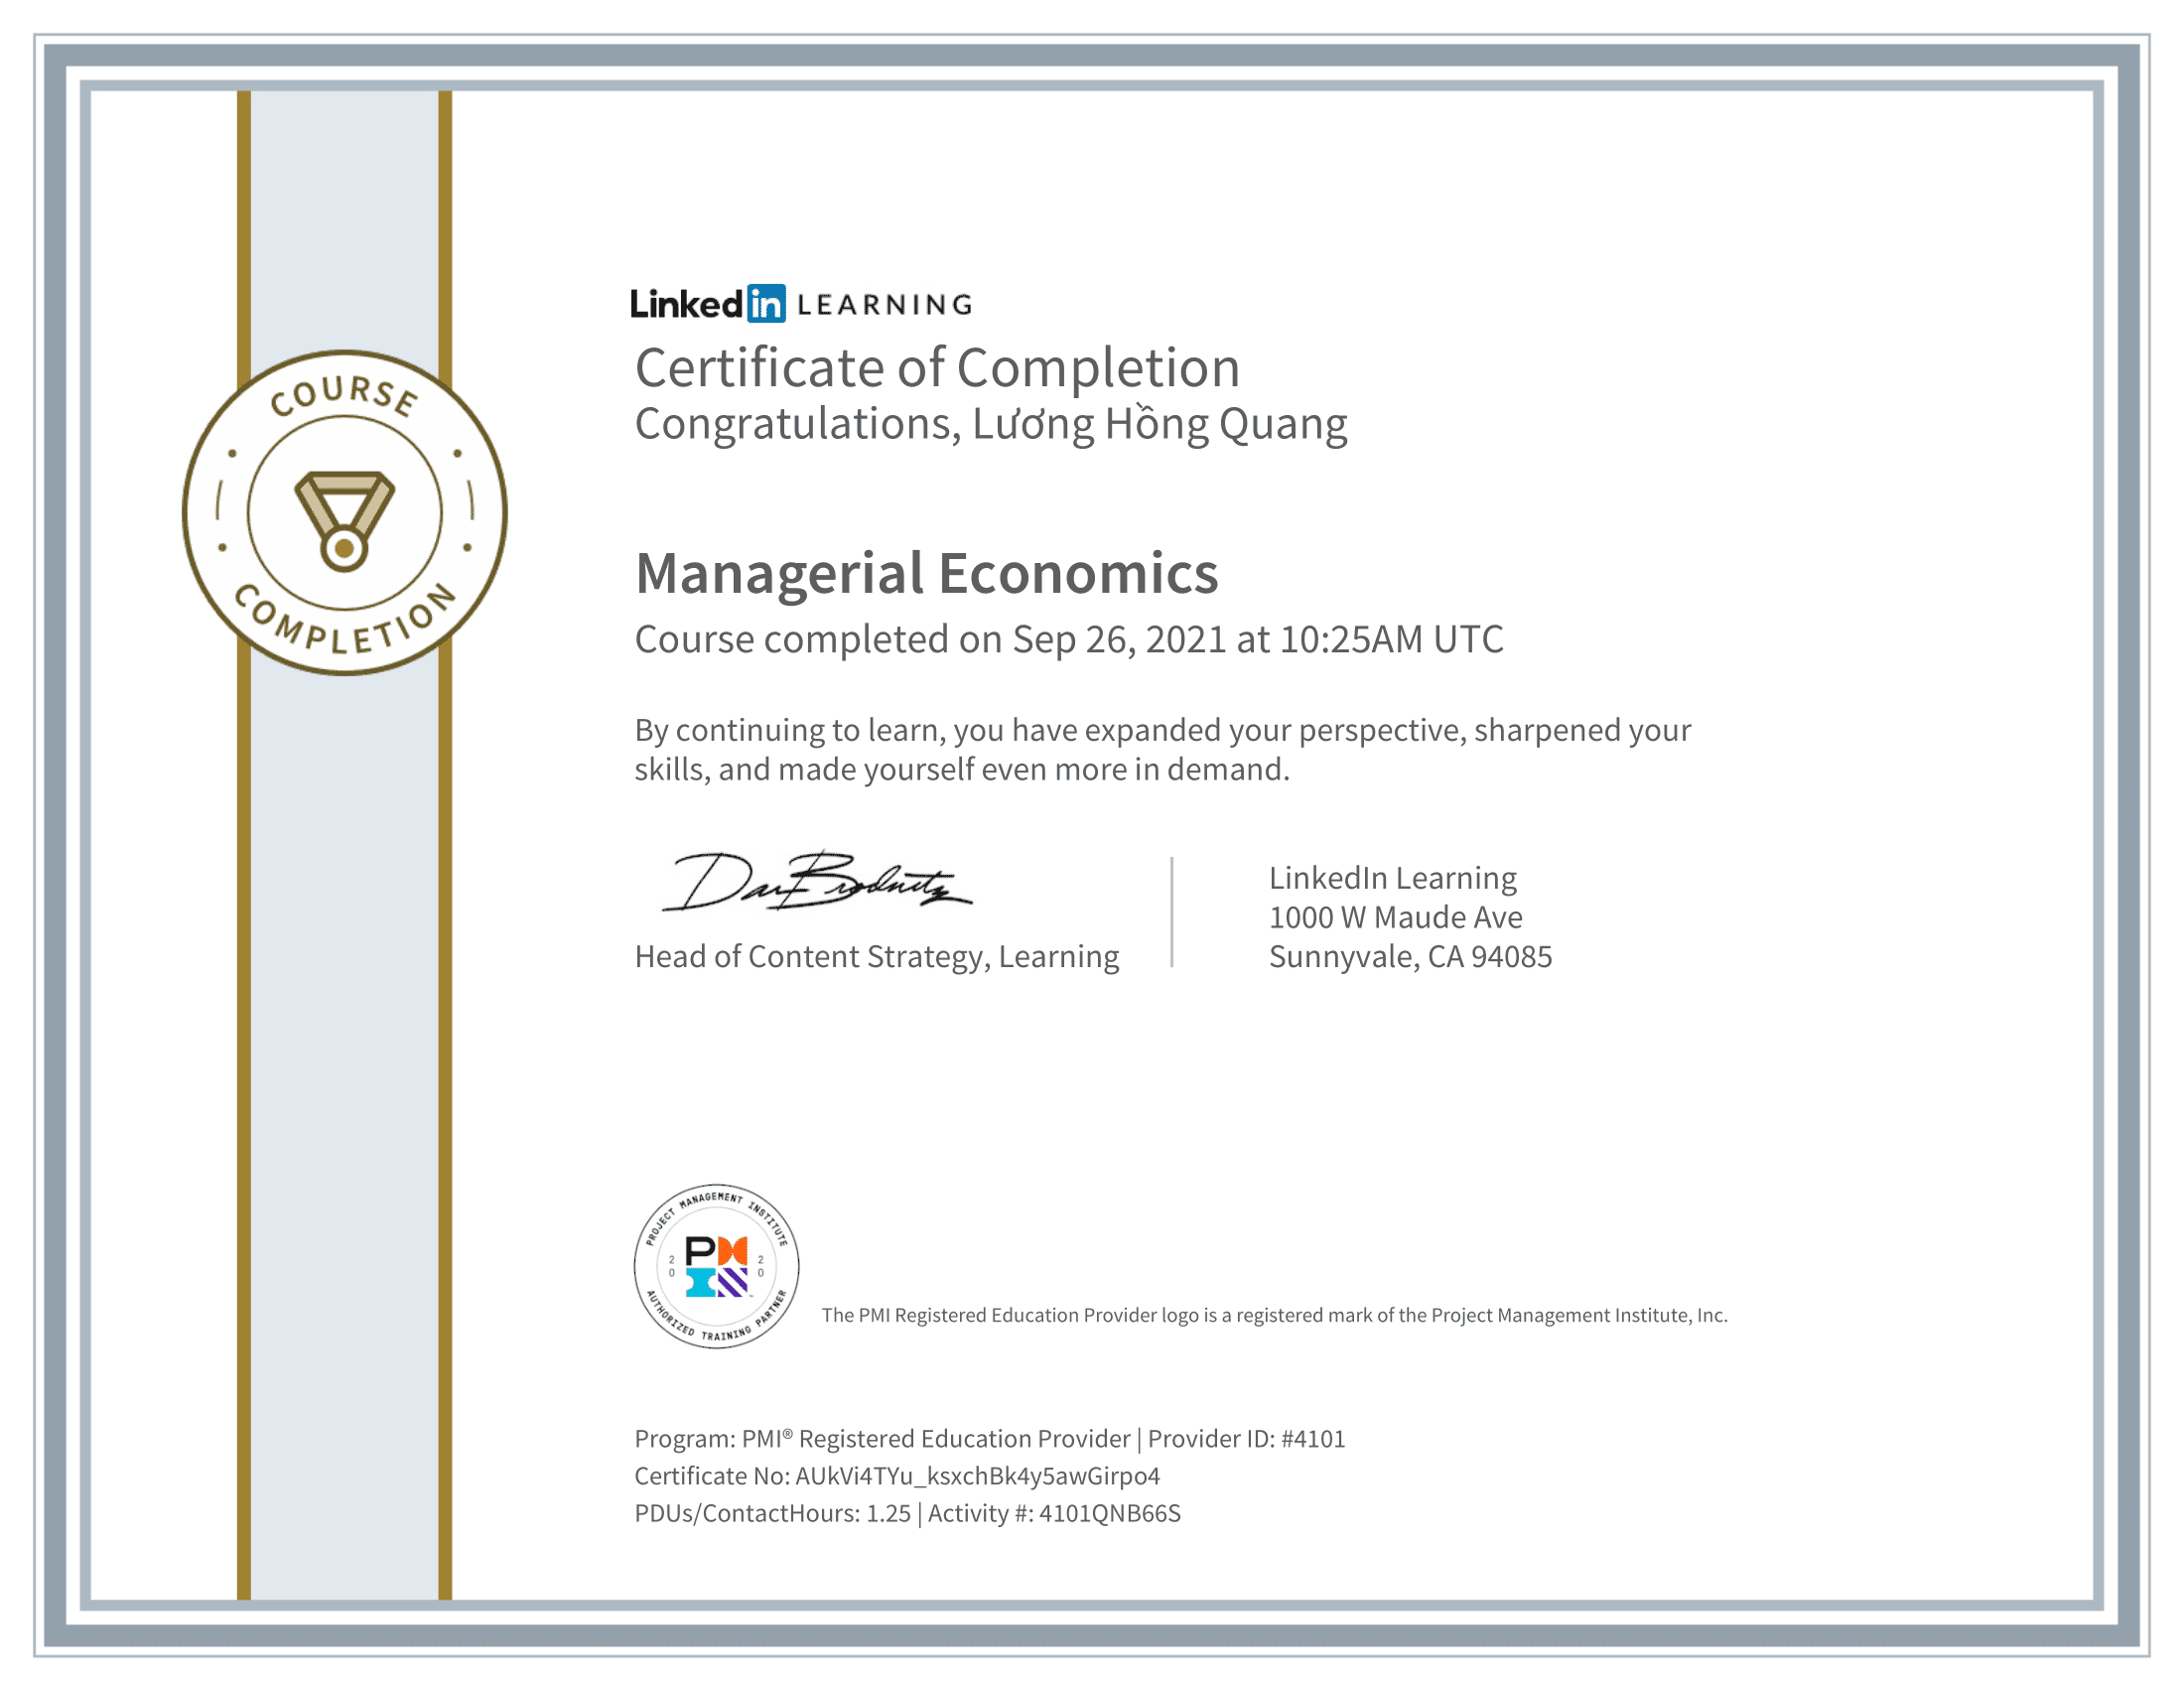 COURSE
COMPLETION
Linkedin LEARNING
Certificate of Completion
Congratulations, Lương Hồng Quang
Managerial Economics
Course completed on Sep 26, 2021 at 10:25AM UTC
By continuing to learn, you have expanded your perspective, sharpened your
skills, and made yourself even more in demand.
Head of Content Strategy, Learning
LinkedIn Learning
1000 W Maude Ave
Sunnyvale, CA 94085
PROJECT MANAGEMENT INSTITUTE
20 20
PMI
AUTHORIZED TRAINING PARTNER
The PMI Registered Education Provider logo is a registered mark of the Project Management Institute, Inc.
Program: PMI® Registered Education Provider | Provider ID: #4101
Certificate No: AUkVi4TYu_ksxchBk4y5awGirpo4
PDUs/ContactHours: 1.25 | Activity #: 4101QNB66S